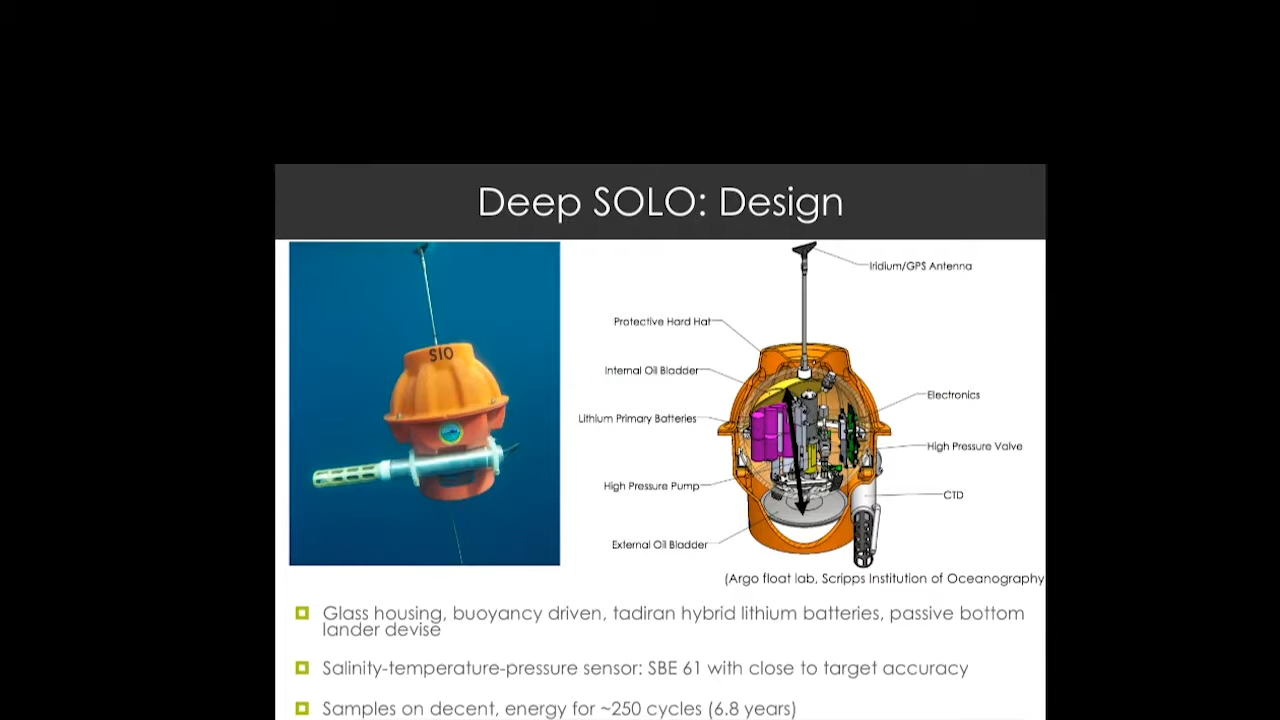 Deep SOLO: Design
SIO
Iridium/GPS Antenna
Protective Hard Hat
Internal Oil Bladder
Lithium Primary Batteries
High Pressure Pump
External Oil Bladder
Electronics
High Pressure Valve
CTD
(Argo float lab, Scripps Institution of Oceanography
Glass housing, buoyancy driven, tadiran hybrid lithium batteries, passive bottom
lander devise
Salinity-temperature-pressure sensor: SBE 61 with close to target accuracy
Samples on decent, energy for ~250 cycles (6.8 years)